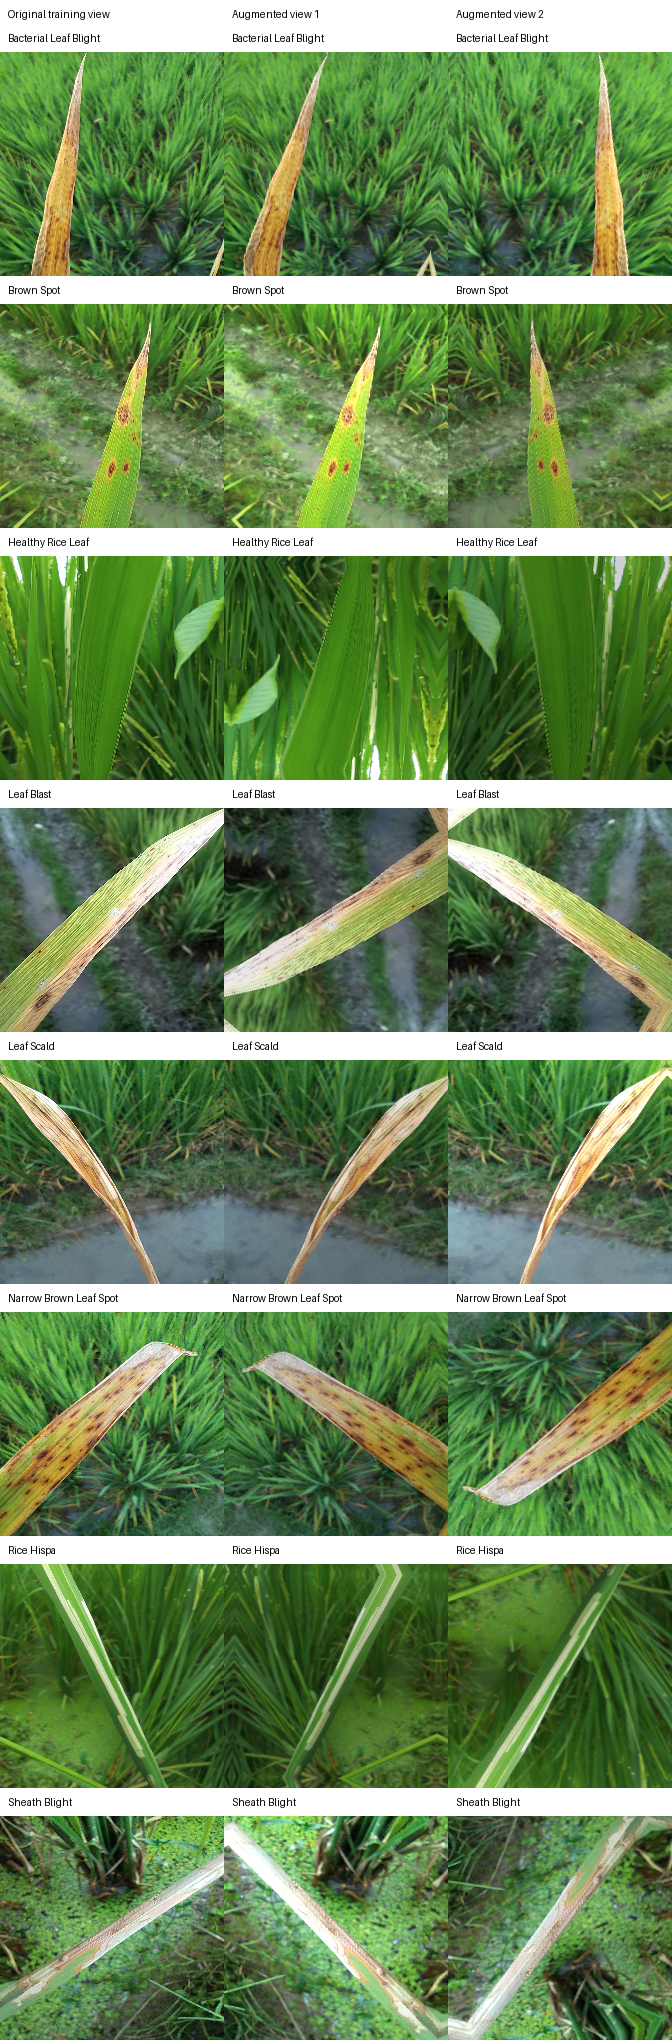 Original training view Augmented view 1 Augmented view 2
Bacterial Leaf Blight Bacterial Leaf Blight Bacterial Leaf Blight
Brown Spot Brown Spot Brown Spot
Healthy Rice Leaf Healthy Rice Leaf Healthy Rice Leaf
Leaf Blast Leaf Blast Leaf Blast
Leaf Scald Leaf Scald Leaf Scald
Narrow Brown Leaf Spot Narrow Brown Leaf Spot Narrow Brown Leaf Spot
Rice Hispa Rice Hispa Rice Hispa
Sheath Blight Sheath Blight Sheath Blight